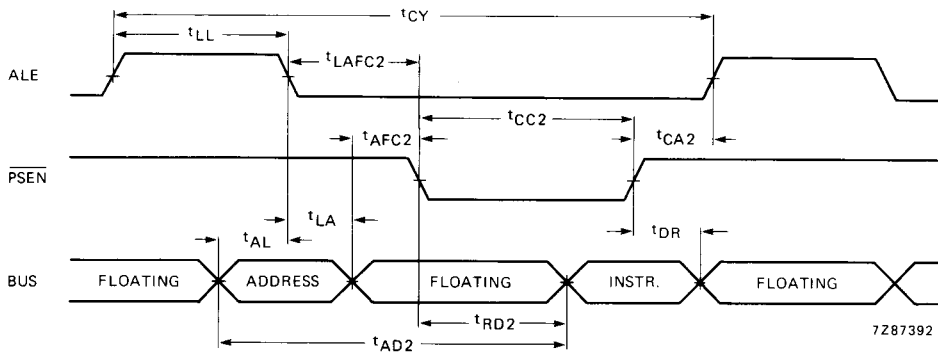 tCY
tLL
tLAFC2
ALE
tCC2
tAFC2
tCA2
PSEN
tLA
tAL
tDR
BUS
FLOATING
ADDRESS
FLOATING
INSTR.
FLOATING
tRD2
tAD2
7Z87392